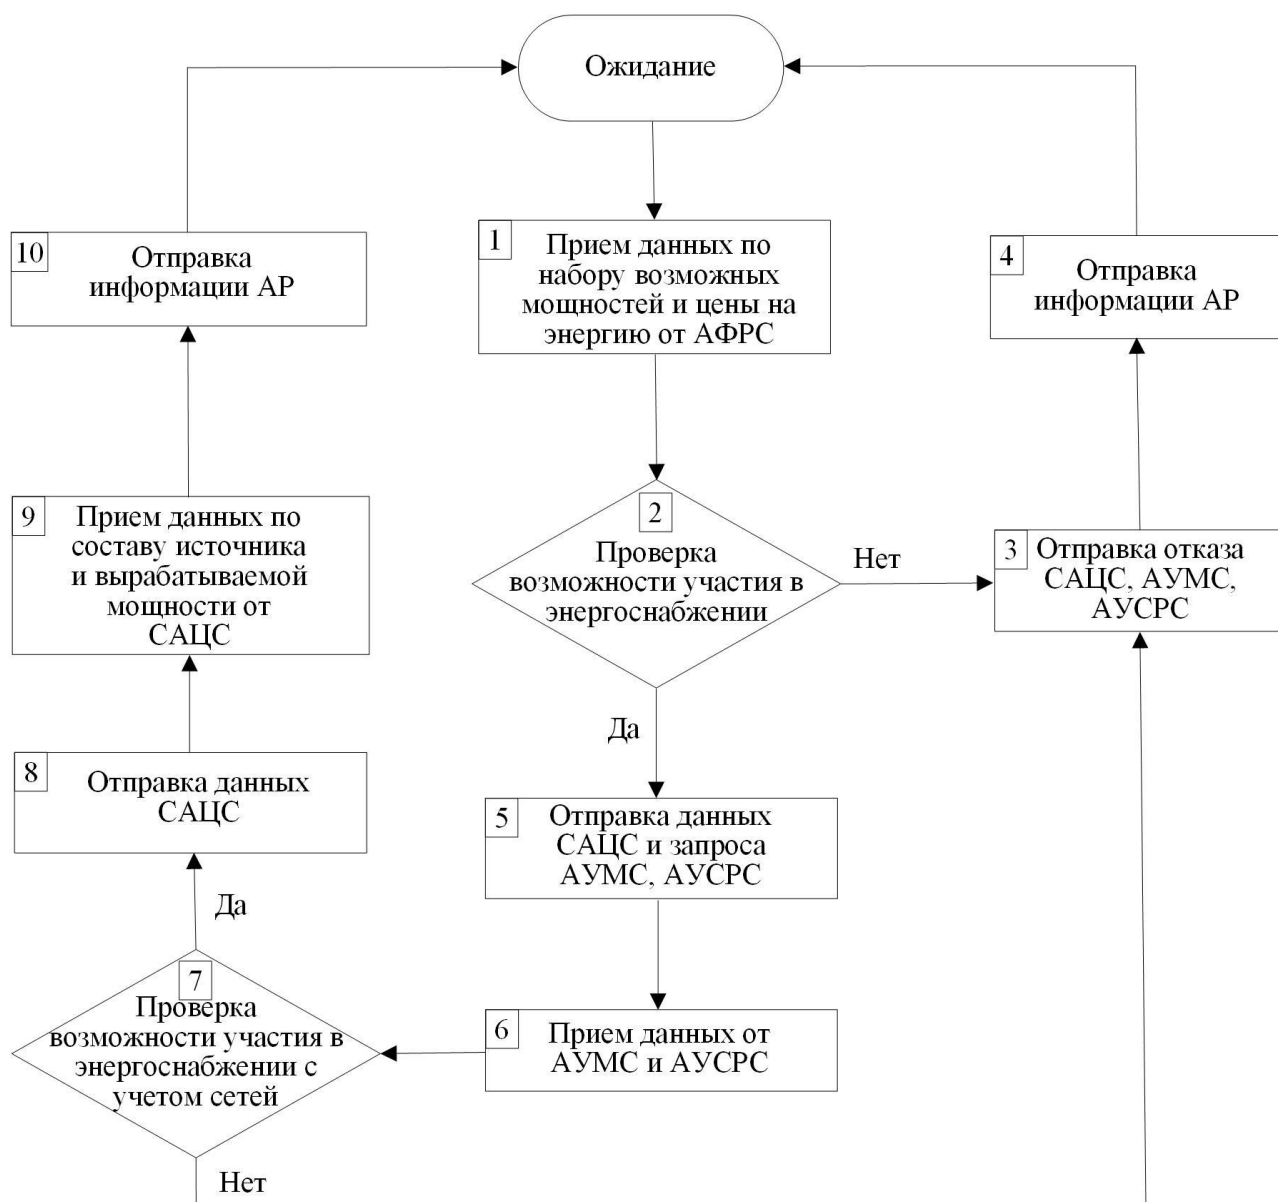 Ожидание
1
Прием данных по
набору возможных
мощностей и цены на
энергию от АФРС
2
Проверка
возможности участия в
энергоснабжении
Нет
Да
3
Отправка отказа
САЦС, АУМС,
АУСРС
4
Отправка
информации АР
5
Отправка данных
САЦС и запроса
АУМС, АУСРС
6
Прием данных от
АУМС и АУСРС
7
Проверка
возможности участия в
энергоснабжении с
учетом сетей
Да
Нет
8
Отправка данных
САЦС
9
Прием данных по
составу источника
и вырабатываемой
мощности от
САЦС
10
Отправка
информации АР